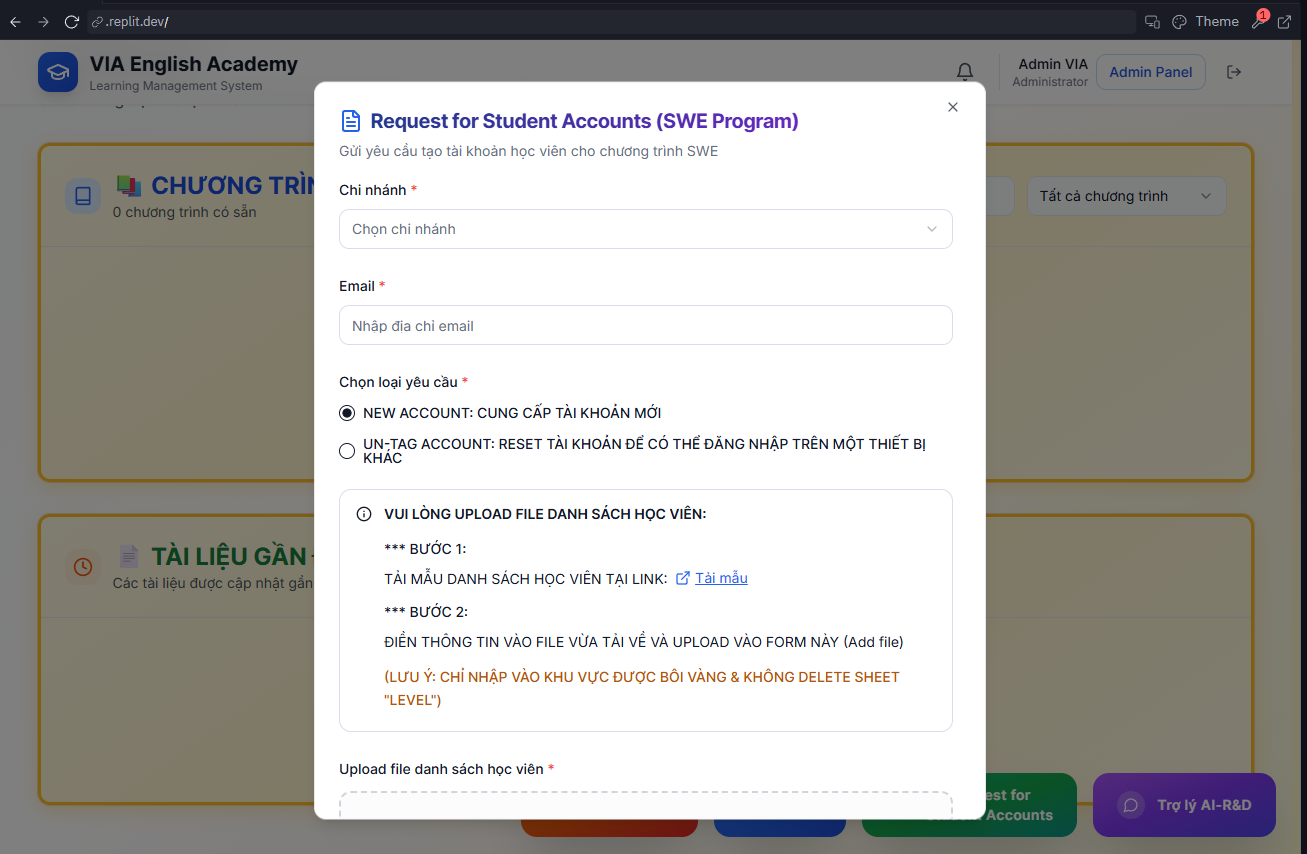 .replit.dev/
Theme
1
VIA English Academy
Learning Management System
Admin VIA
Administrator
Admin Panel
CHƯƠNG TRÌN
0 chương trình có sẵn
Tất cả chương trình
Request for Student Accounts (SWE Program)
Gửi yêu cầu tạo tài khoản học viên cho chương trình SWE
Chi nhánh *
Chọn chi nhánh
Email *
Nhập địa chỉ email
Chọn loại yêu cầu *
NEW ACCOUNT: CUNG CẤP TÀI KHOẢN MỚI
UN-TAG ACCOUNT: RESET TÀI KHOẢN ĐỂ CÓ THỂ ĐĂNG NHẬP TRÊN MỘT THIẾT BỊ
KHÁC
VUI LÒNG UPLOAD FILE DANH SÁCH HỌC VIÊN:
*** BƯỚC 1:
TẢI MẪU DANH SÁCH HỌC VIÊN TẠI LINK: Tải mẫu
*** BƯỚC 2:
ĐIỀN THÔNG TIN VÀO FILE VỪA TẢI VỀ VÀ UPLOAD VÀO FORM NÀY (Add file)
(LƯU Ý: CHỈ NHẬP VÀO KHU VỰC ĐƯỢC BÔI VÀNG & KHÔNG DELETE SHEET
"LEVEL")
Upload file danh sách học viên *
TÀI LIỆU GẦN
Các tài liệu được cập nhật gần
est for
Accounts
Trợ lý AI-R&D